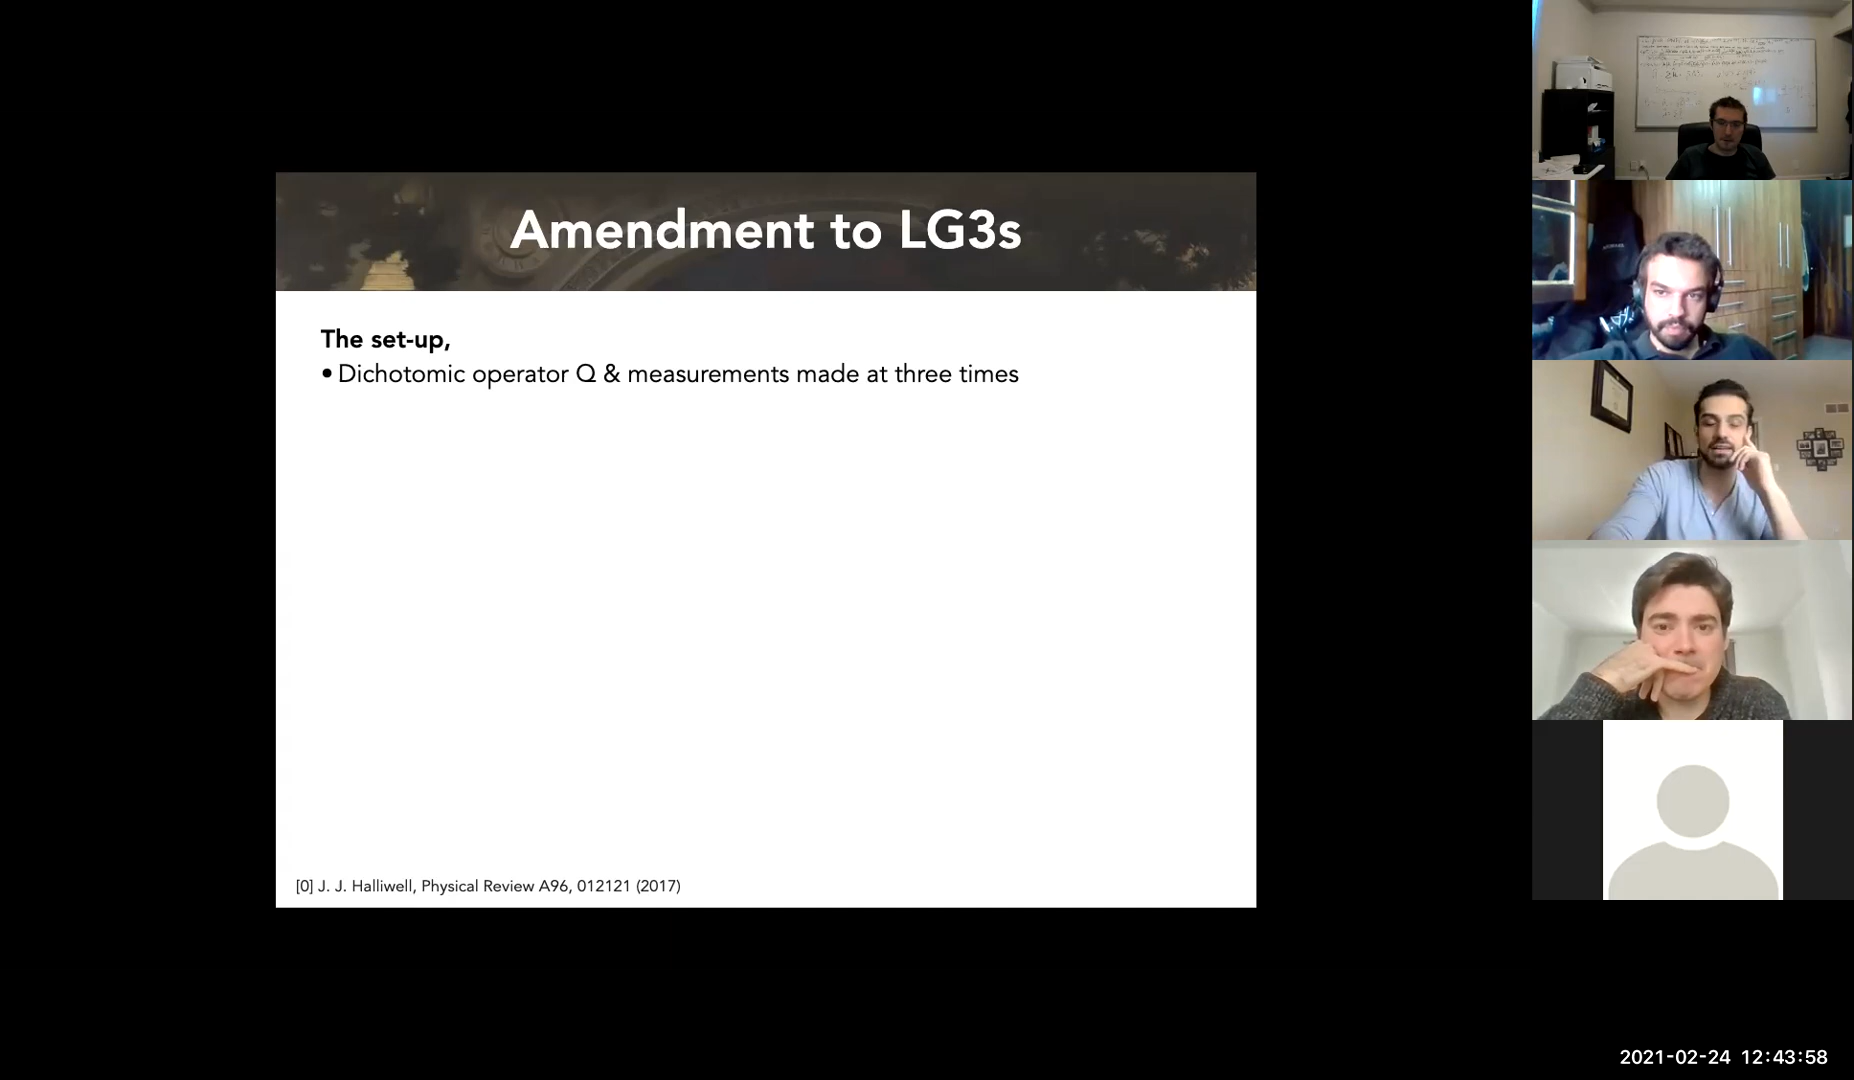 Amendment to LG3s
The set-up,
• Dichotomic operator Q & measurements made at three times
[0] J. J. Halliwell, Physical Review A96, 012121 (2017)
2021-02-24 12:43:58